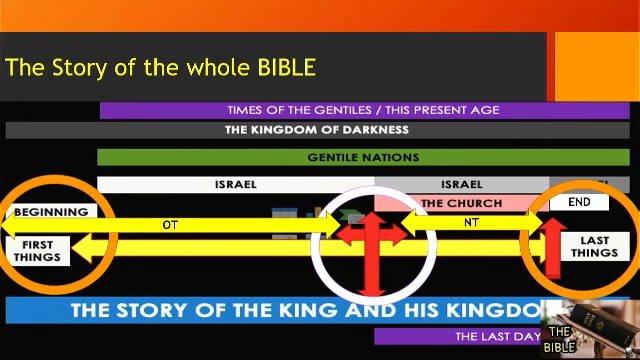 The Story of the whole BIBLE
TIMES OF THE GENTILES / THIS PRESENT AGE
THE KINGDOM OF DARKNESS
GENTILE NATIONS
ISRAEL
ISRAEL
THE CHURCH
END
BEGINNING
OT
NT
FIRST
THINGS
LAST
THINGS
THE STORY OF THE KING AND HIS KINGDO
THE LAST DAY
THE
BIBLE